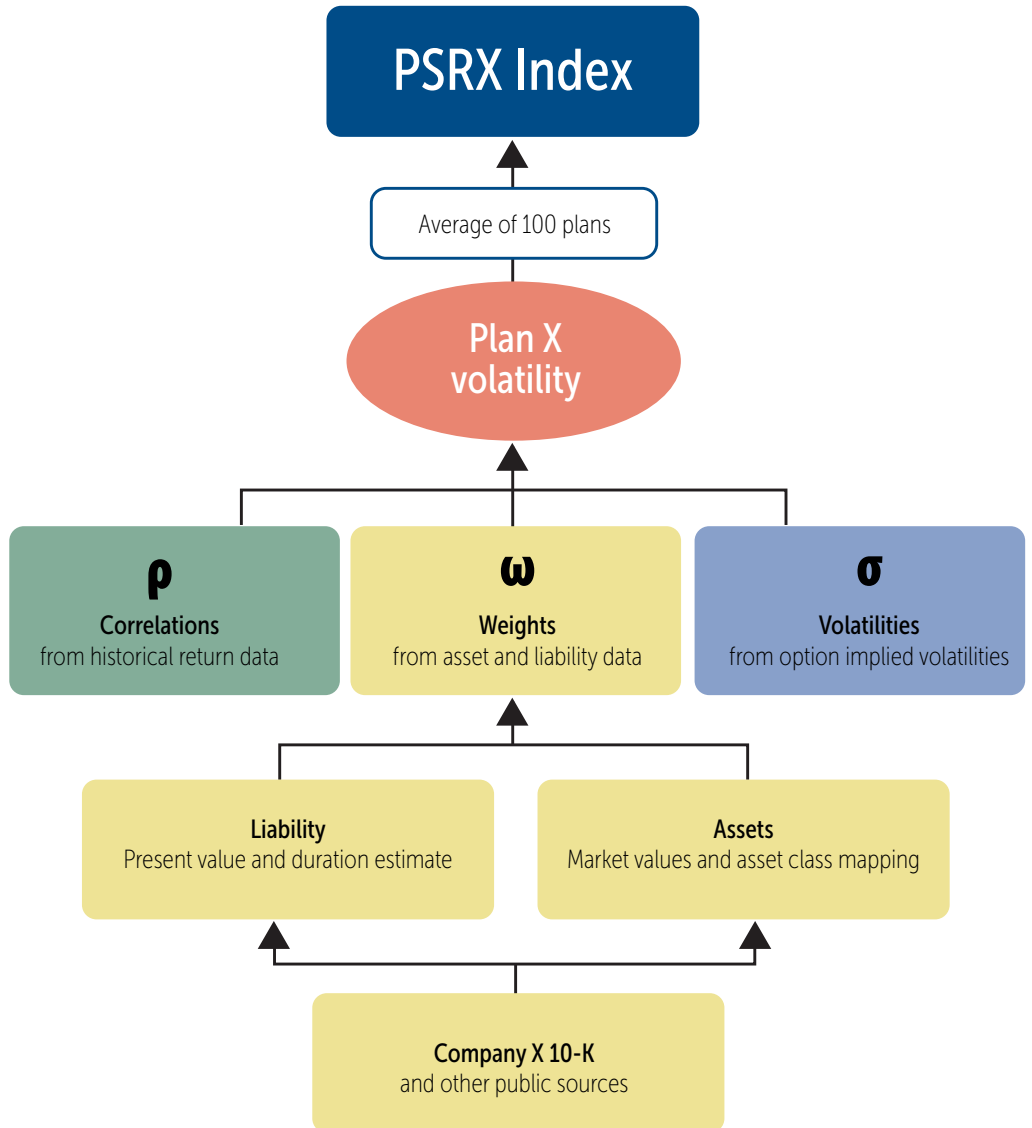 PSRX Index
Average of 100 plans
Plan X
volatility
ρ
Correlations
from historical return data
ω
Weights
from asset and liability data
σ
Volatilities
from option implied volatilities
Liability
Present value and duration estimate
Assets
Market values and asset class mapping
Company X 10-K
and other public sources